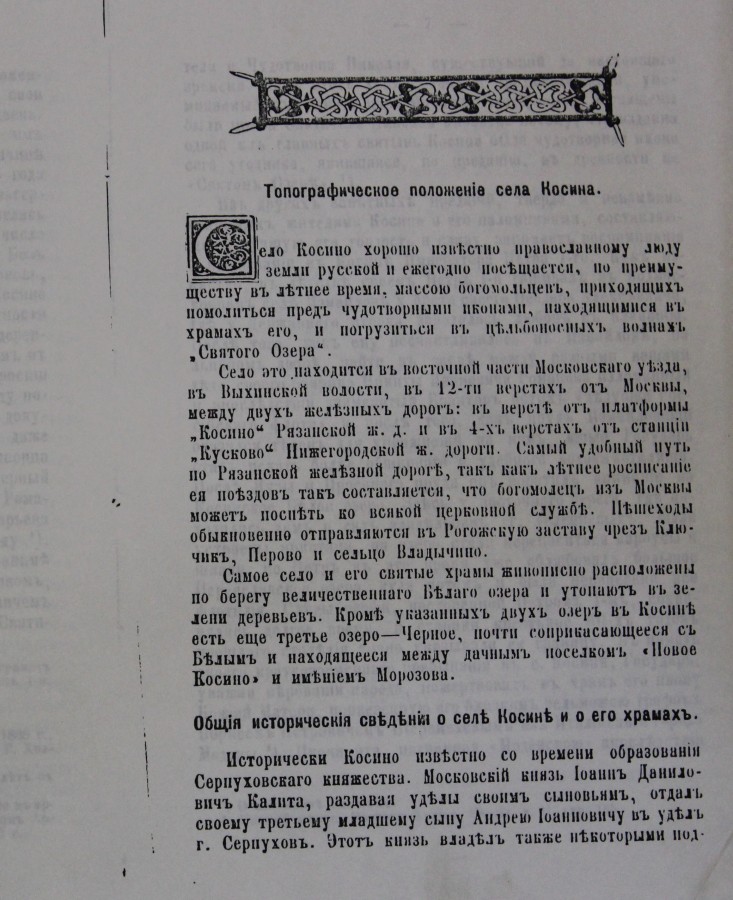 Топографическое положеніе села Косина.
Село Косино хорошо извѣстно православному люду
земли русской и ежегодно посѣщается, по преиму-
ществу въ лѣтнее время, массою богомольцевъ, приходящихъ
помолиться предъ чудотворными иконами, находящимися въ
храмахъ его, и погрузиться въ цѣльбоносныхъ волнахъ
„Святого Озера“.
Село это находится въ восточной части Московскаго уѣзда,
въ Выхинской волости, въ 12-ти верстахъ отъ Москвы,
между двухъ желѣзныхъ дорогъ: въ верстѣ отъ платформы
„Косино“ Рязанской ж. д. и въ 4-хъ верстахъ отъ станціи
„Кусково“ Нижегородской ж. дороги. Самый удобный путь
по Рязанской желѣзной дорогѣ, такъ какъ лѣтнее росписаніе
ея поѣздовъ такъ составляется, что богомолецъ изъ Москвы
можетъ поспѣть ко всякой церковной службѣ. Пѣшеходы
обыкновенно отправляются въ Рогожскую заставу чрезъ Клю-
чикъ, Перово и сельцо Владычино.
Самое село и его святые храмы живописно расположены
по берегу величественнаго Бѣлаго озера и утопаютъ въ зе-
лени деревьевъ. Кромѣ указанныхъ двухъ озеръ въ Косинѣ
есть еще третье озеро—Черное, почти соприкасающееся съ
Бѣлымъ и находящееся между дачнымъ поселкомъ «Новое
Косино» и имѣніемъ Морозова.
Общія историческія свѣдѣнія о селѣ Косинѣ и о его храмахъ.
Исторически Косино извѣстно со времени образованія
Серпуховскаго княжества. Московскій князь Іоаннъ Данило-
вичъ Калита, раздавая удѣлы своимъ сыновьямъ, отдалъ
своему третьему младшему сыну Андрею Іоанновичу въ удѣлъ
г. Серпуховъ. Этотъ князь владѣлъ также нѣкоторыми под-